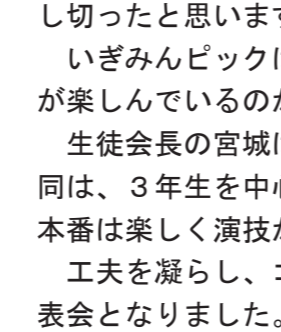 し切ったと思いま
いぎみんピック
が楽しんでいるの
生徒会長の宮城
同は、３年生を中
本番は楽しく演技
工夫を凝らし、
表会となりました。